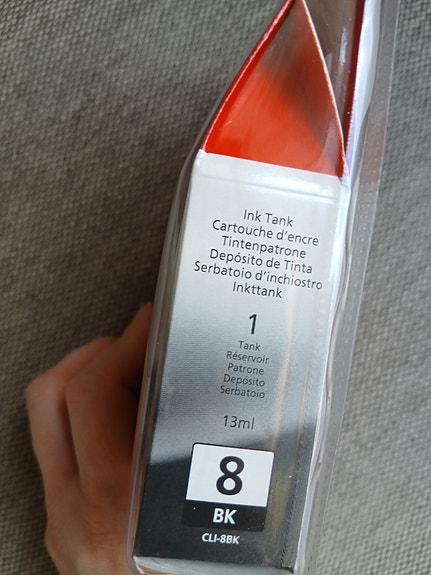 Ink Tank
Cartouche d'encre
Tintenpatrone
Depósito de Tinta
Serbatoio d'inchiostro
Inkttank
1
Tank
Réservoir
Patrone
Depósito
Serbatoio
13ml
8
BK
CLI-8BK